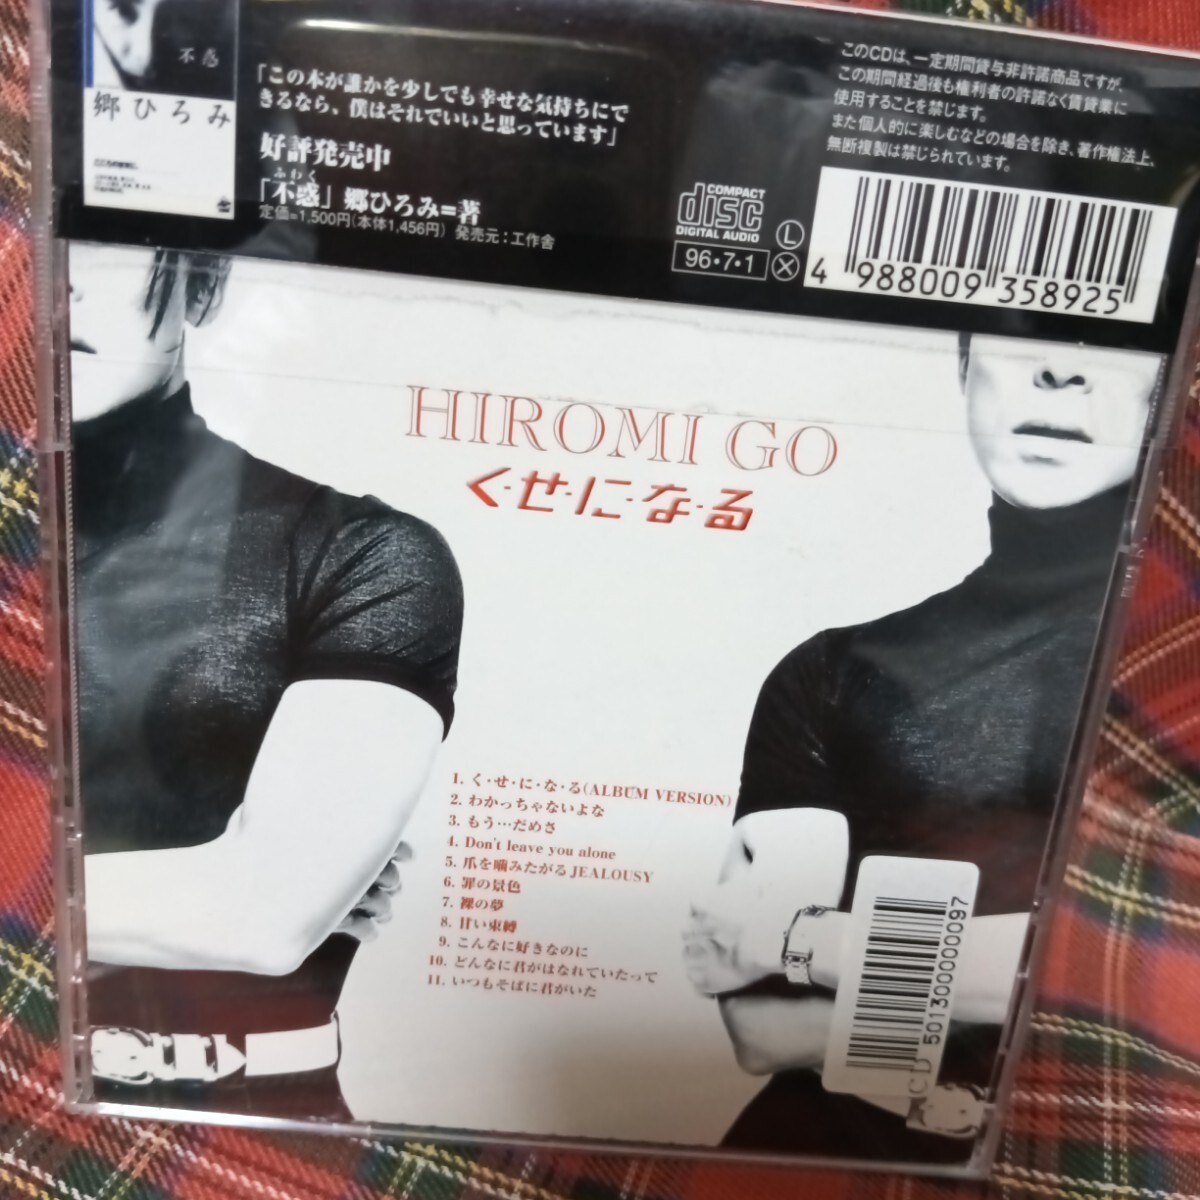 不惑
郷ひろみ
「この本が誰かを少しでも幸せな気持ちにで
きるなら、僕はそれでいいと思っています」
好評発売中
ふわく
「不惑」郷ひろみ=著
定価=1,500円(本体1,456円) 発売元:工作舎
このCDは、一定期間貸与非許諾商品ですが、
この期間経過後も権利者の許諾なく賃貸業に
使用することを禁じます。
また個人的に楽しむなどの場合を除き、著作権法上、
無断複製は禁じられています。
COMPACT
disc
DIGITAL AUDIO
96・7・1
L
X
4 988009 358925
HIROMI GO
く・せ・に・な・る
1. く・せ・に・な・る(ALBUM VERSION)
2. わかっちゃないよな
3. もう…だめさ
4. Don't leave you alone
5. 爪を噛みたがるJEALOUSY
6. 罪の景色
7. 裸の夢
8. 甘い束縛
9. こんなに好きなのに
10. どんなに君がはなれていたって
11. いつもそばに君がいた
5013000000097
CD